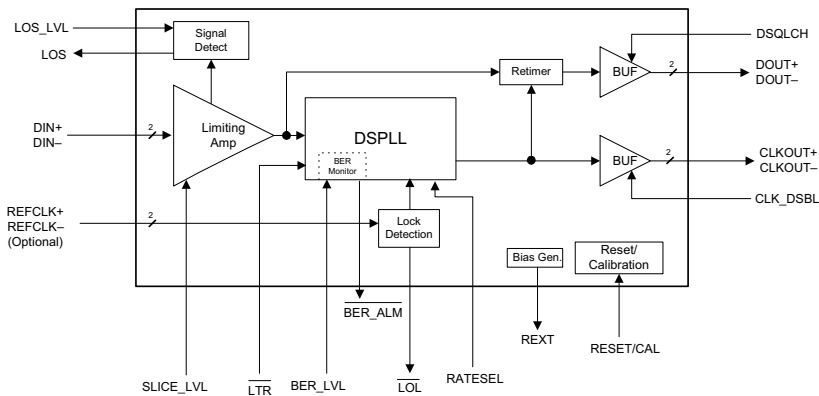 LOS_LVL
LOS
Signal
Detect
DSQLCH
Retimer
BUF
2
DOUT+
DOUT–
DIN+
DIN–
2
Limiting
Amp
DSPLL
BER
Monitor
BUF
2
CLKOUT+
CLKOUT–
CLK_DSBL
REFCLK+
REFCLK–
(Optional)
2
Lock
Detection
Bias Gen.
Reset/
Calibration
BER_ALM
REXT
RESET/CAL
SLICE_LVL
LTR
BER_LVL
LOL
RATESEL